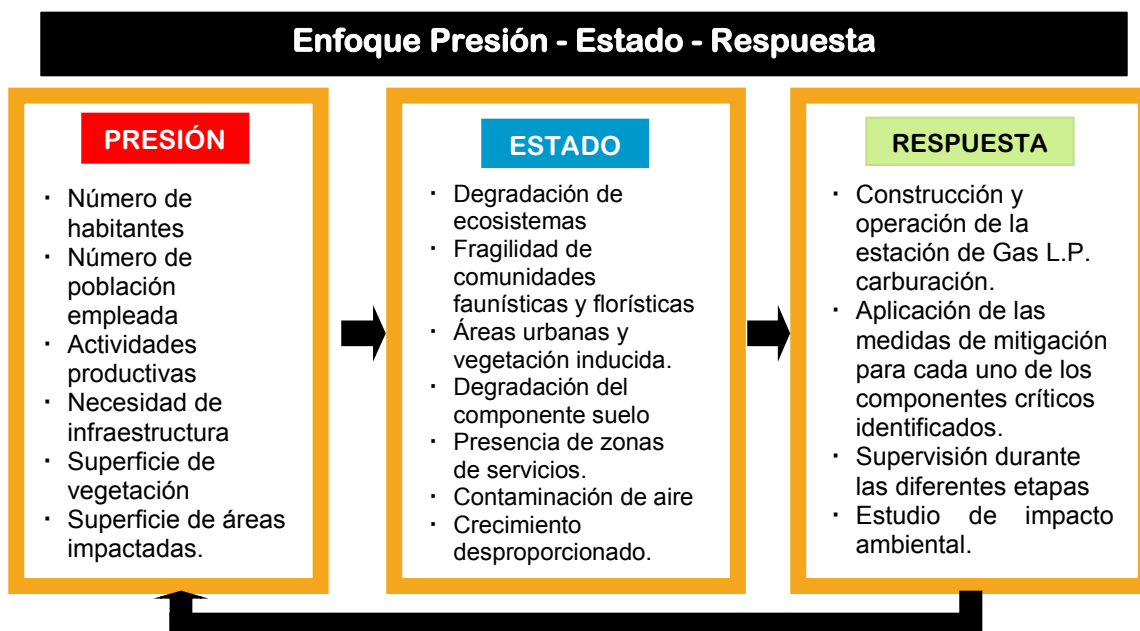 Enfoque Presión - Estado - Respuesta
PRESIÓN
· Número de
habitantes
· Número de
población
empleada
· Actividades
productivas
· Necesidad de
infraestructura
· Superficie de
vegetación
· Superficie de áreas
impactadas.
ESTADO
· Degradación de
ecosistemas
· Fragilidad de
comunidades
faunísticas y florísticas
· Áreas urbanas y
vegetación inducida.
· Degradación del
componente suelo
· Presencia de zonas
de servicios.
· Contaminación de aire
· Crecimiento
desproporcionado.
RESPUESTA
· Construcción y
operación de la
estación de Gas L.P.
carburación.
· Aplicación de las
medidas de mitigación
para cada uno de los
componentes críticos
identificados.
· Supervisión durante
las diferentes etapas
· Estudio de impacto
ambiental.